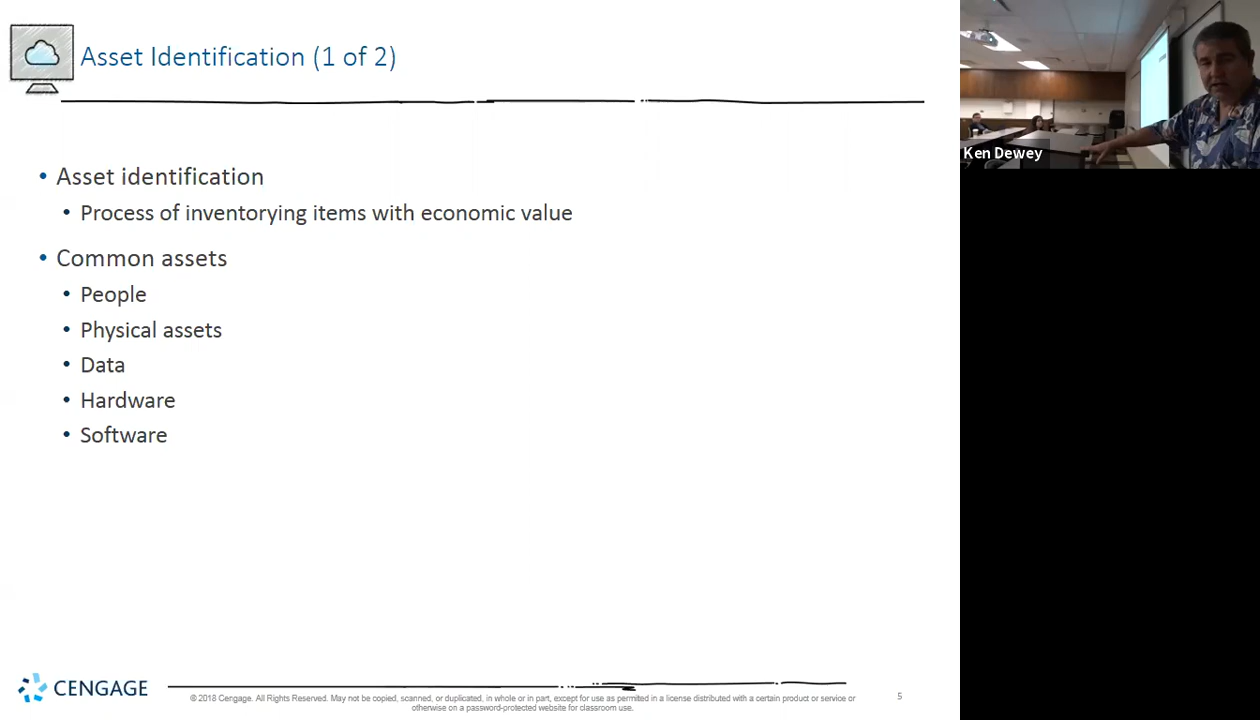 Asset Identification (1 of 2)
Ken Dewey
• Asset identification
• Process of inventorying items with economic value
• Common assets
• People
• Physical assets
• Data
• Hardware
• Software
CENGAGE
© 2018 Cengage. All Rights Reserved. May not be copied, scanned, or duplicated, in whole or in part, except for use as permitted in a license distributed with a certain product or service or
otherwise on a password-protected website for classroom use.
5